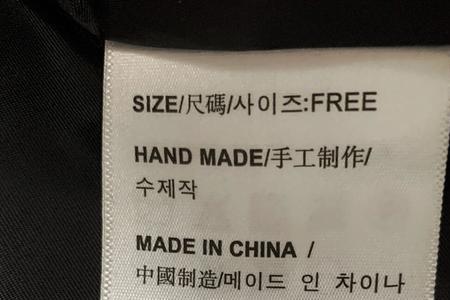 SIZE/尺碼/사이즈:FREE
HAND MADE/手工制作/
수제작
MADE IN CHINA /
中國制造/메이드 인 차이나